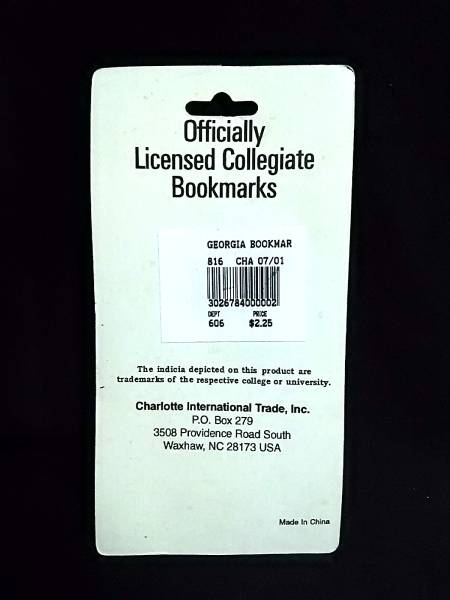 Officially
Licensed Collegiate
Bookmarks
GEORGIA BOOKMAR
816 CHA 07/01
3026784000002
DEPT PRICE
606 $2.25
The indicia depicted on this product are
trademarks of the respective college or university.
Charlotte International Trade, Inc.
P.O. Box 279
3508 Providence Road South
Waxhaw, NC 28173 USA
Made In China